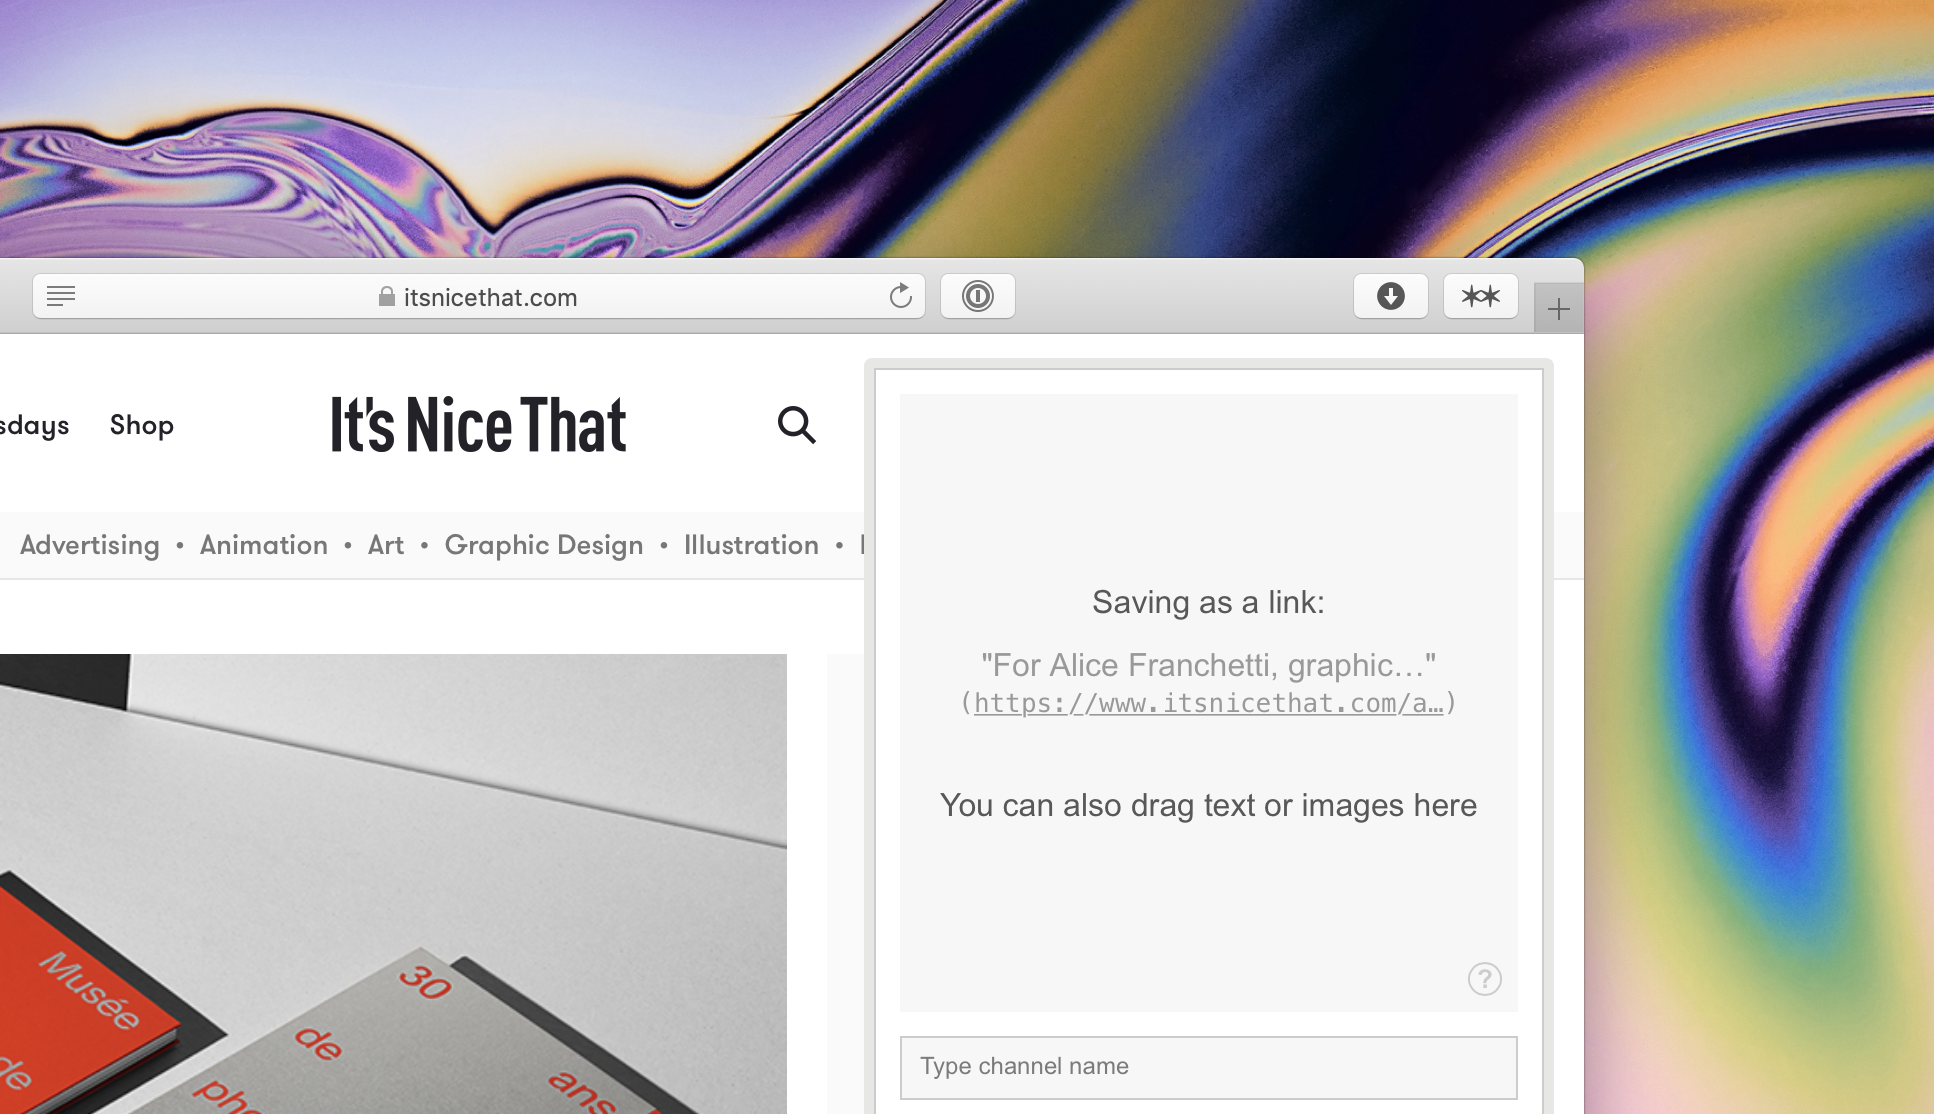 itsnicethat.com
sdays Shop It's Nice That
Advertising • Animation • Art • Graphic Design • Illustration •
Saving as a link:
"For Alice Franchetti, graphic…"
(https://www.itsnicethat.com/a…)
You can also drag text or images here
?
Type channel name
Musée
de
30
de
ans
pho